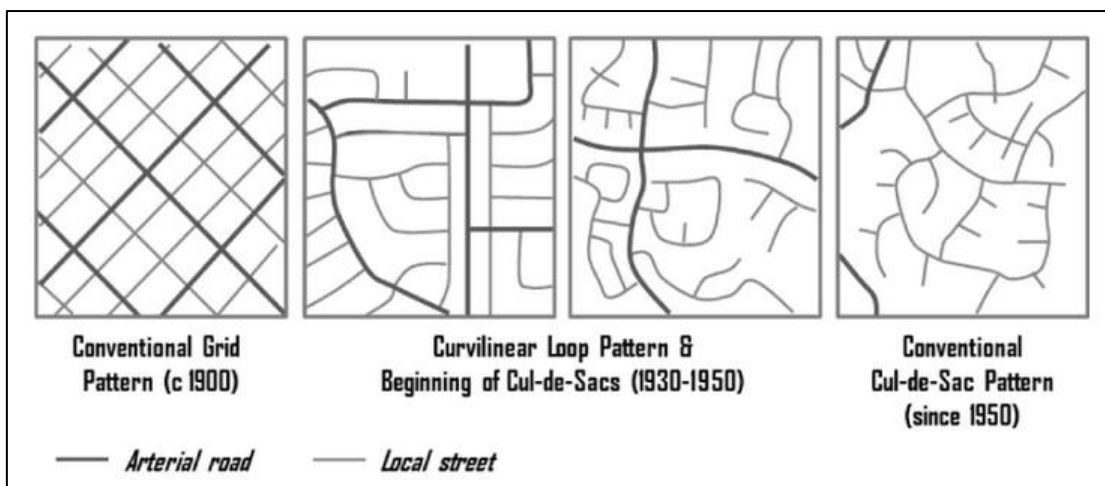 Conventional Grid
Pattern (c 1900)
Curvilinear Loop Pattern &
Beginning of Cul-de-Sacs (1930-1950)
Conventional
Cul-de-Sac Pattern
(since 1950)
Arterial road
Local street